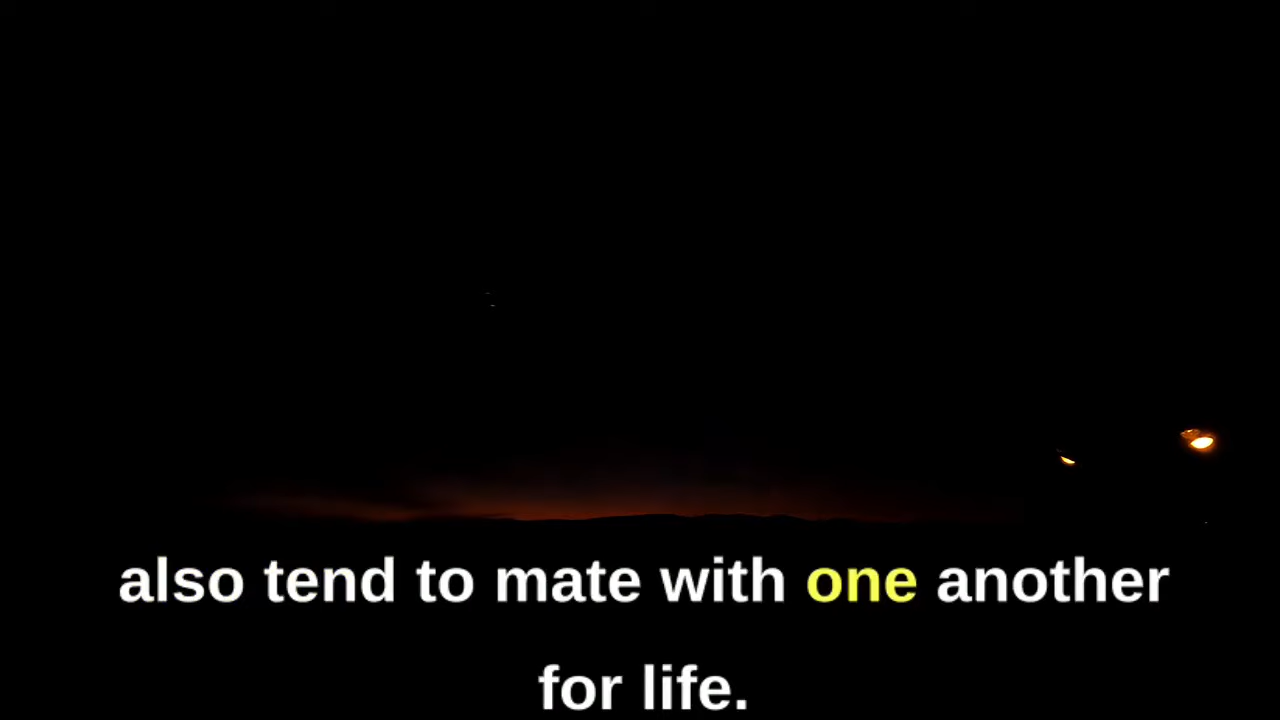 also tend to mate with one another
for life.